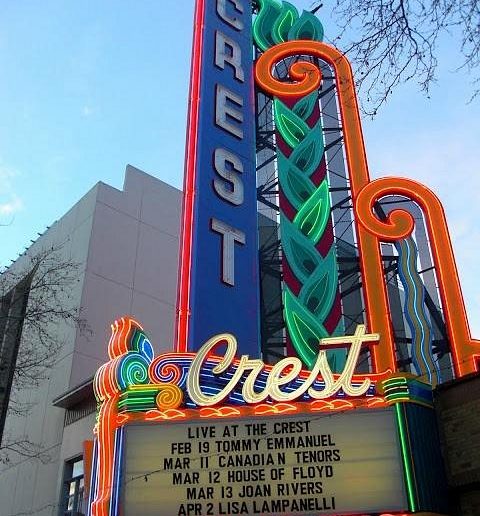 CREST
Crest
LIVE AT THE CREST
FEB 19 TOMMY EMMANUEL
MAR 11 CANADIAN TENORS
MAR 12 HOUSE OF FLOYD
MAR 13 JOAN RIVERS
APR 2 LISA LAMPANELLI